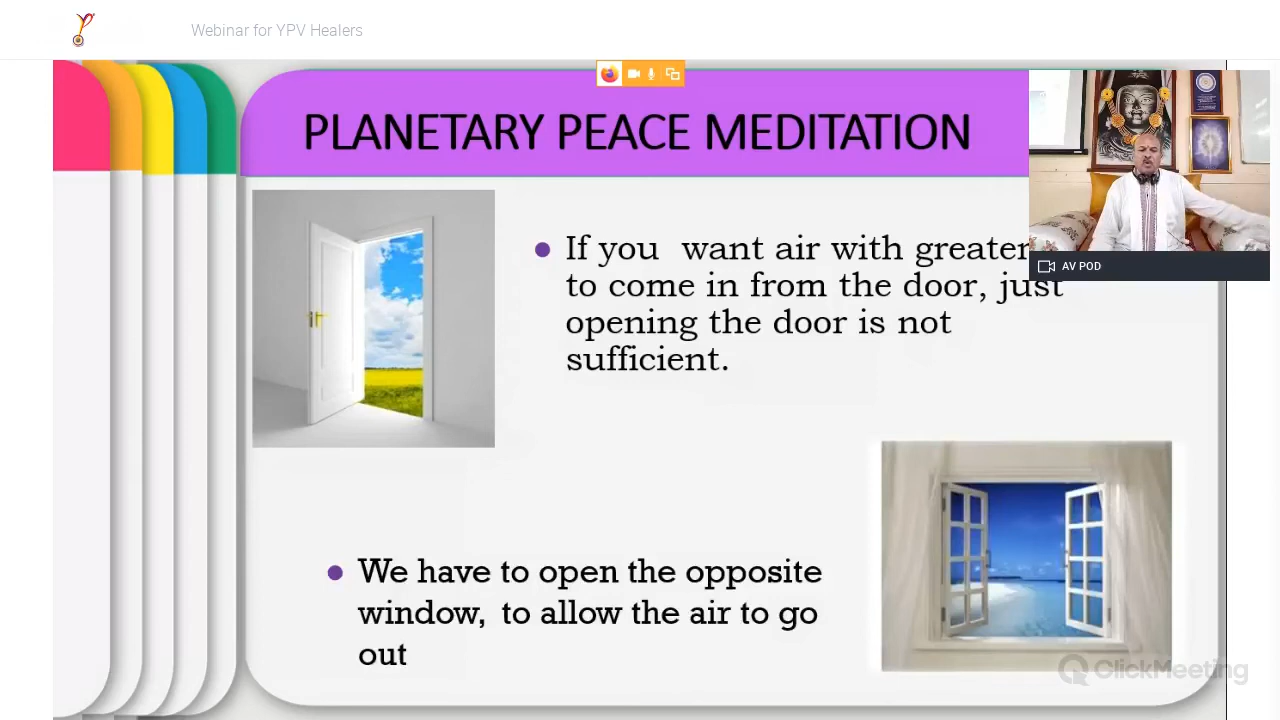 Webinar for YPV Healers
PLANETARY PEACE MEDITATION
If you want air with greater
to come in from the door, just
opening the door is not
sufficient.
AV POD
We have to open the opposite
window, to allow the air to go
out
ClickMeeting